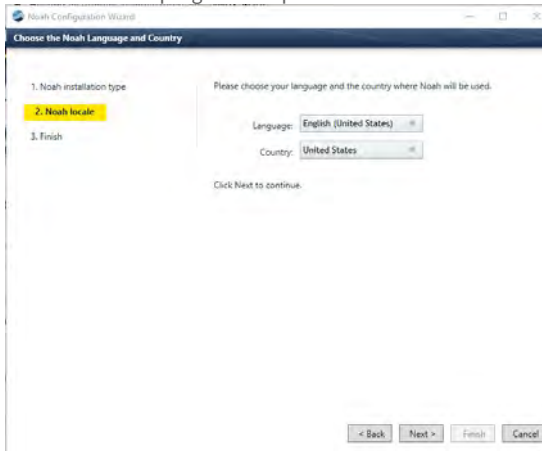 Noah Configuration Wizard
Choose the Noah Language and Country
1. Noah installation type
Please choose your language and the country where Noah will be used.
2. Noah locale
Language: English (United States)
3. Finish
Country: United States
Click Next to continue.
< Back Next > Finish Cancel